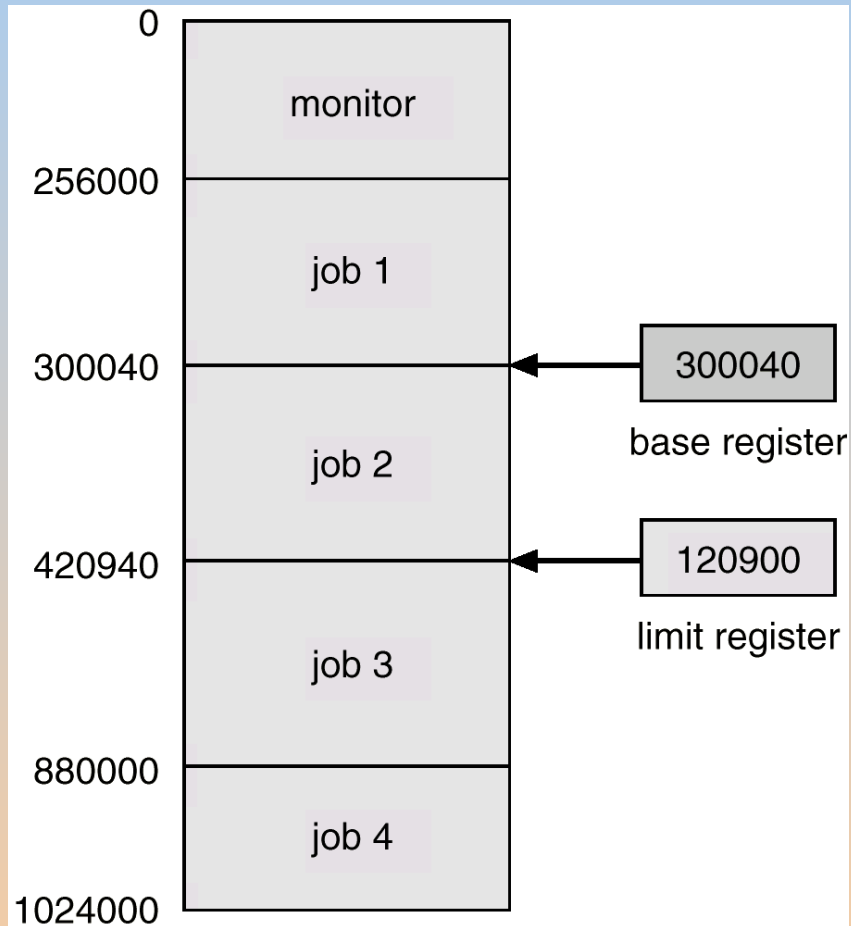 0
monitor
256000
job 1
300040
300040
base register
job 2
420940
120900
limit register
job 3
880000
job 4
1024000